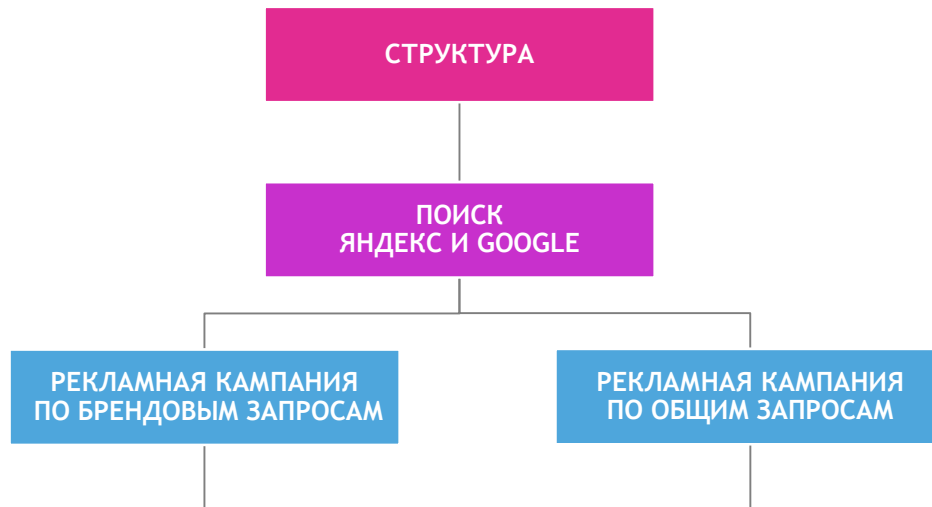 СТРУКТУРА
ПОИСК
ЯНДЕКС И GOOGLE
РЕКЛАМНАЯ КАМПАНИЯ
ПО БРЕНДОВЫМ ЗАПРОСАМ
РЕКЛАМНАЯ КАМПАНИЯ
ПО ОБЩИМ ЗАПРОСАМ